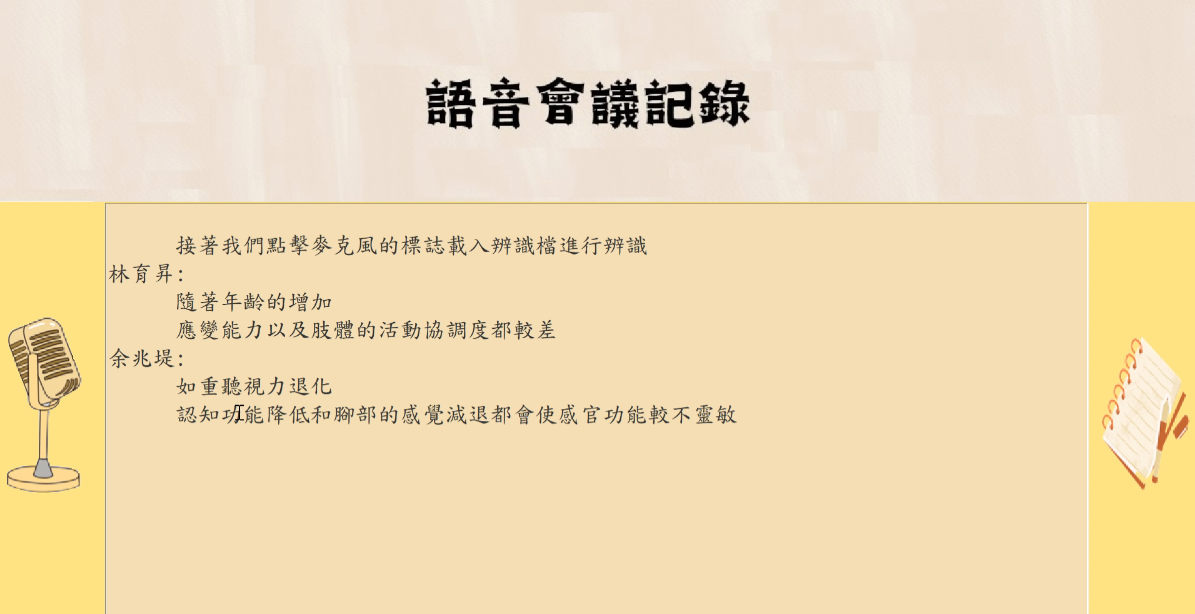 語音會議記錄
接著我們點擊麥克風的標誌載入辨識檔進行辨識
林育昇:
隨著年齡的增加
應變能力以及肢體的活動協調度都較差
余兆堤:
如重聽視力退化
認知功能降低和腳部的感覺減退都會使感官功能較不靈敏